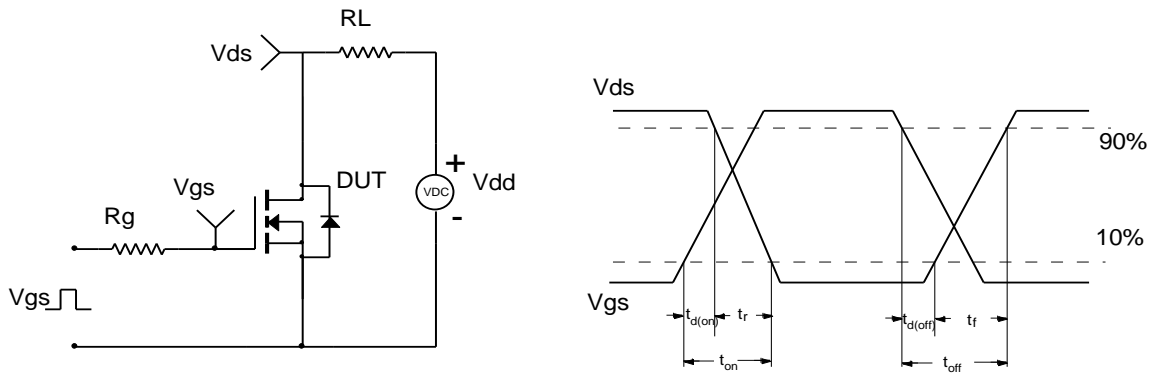 RL
Vds
Vgs
DUT
Rg
+
VDC
Vdd
-
Vgs
Vds
90%
10%
Vgs
td(on)
tr
td(off)
tf
ton
toff